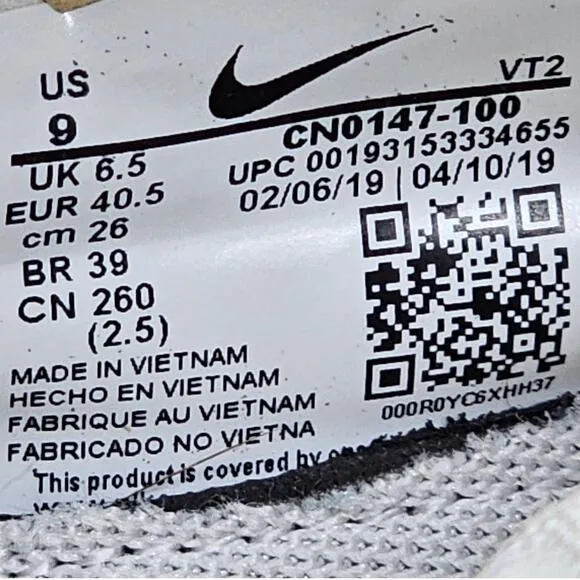 US
9
UK 6.5
EUR 40.5
cm 26
BR 39
CN 260
(2.5)
MADE IN VIETNAM
HECHO EN VIETNAM
FABRIQUE AU VIETNAM
FABRICADO NO VIETNA
This product is covered by
VT2
CN0147-100
UPC 00193153334655
02/06/19 | 04/10/19
000R0YC6XHH37